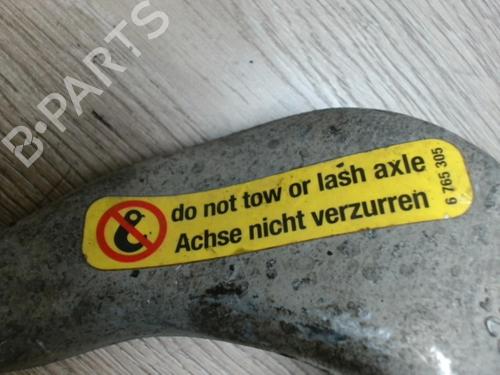 B-PARTS
do not tow or lash axle
Achse nicht verzurren
6 765 305